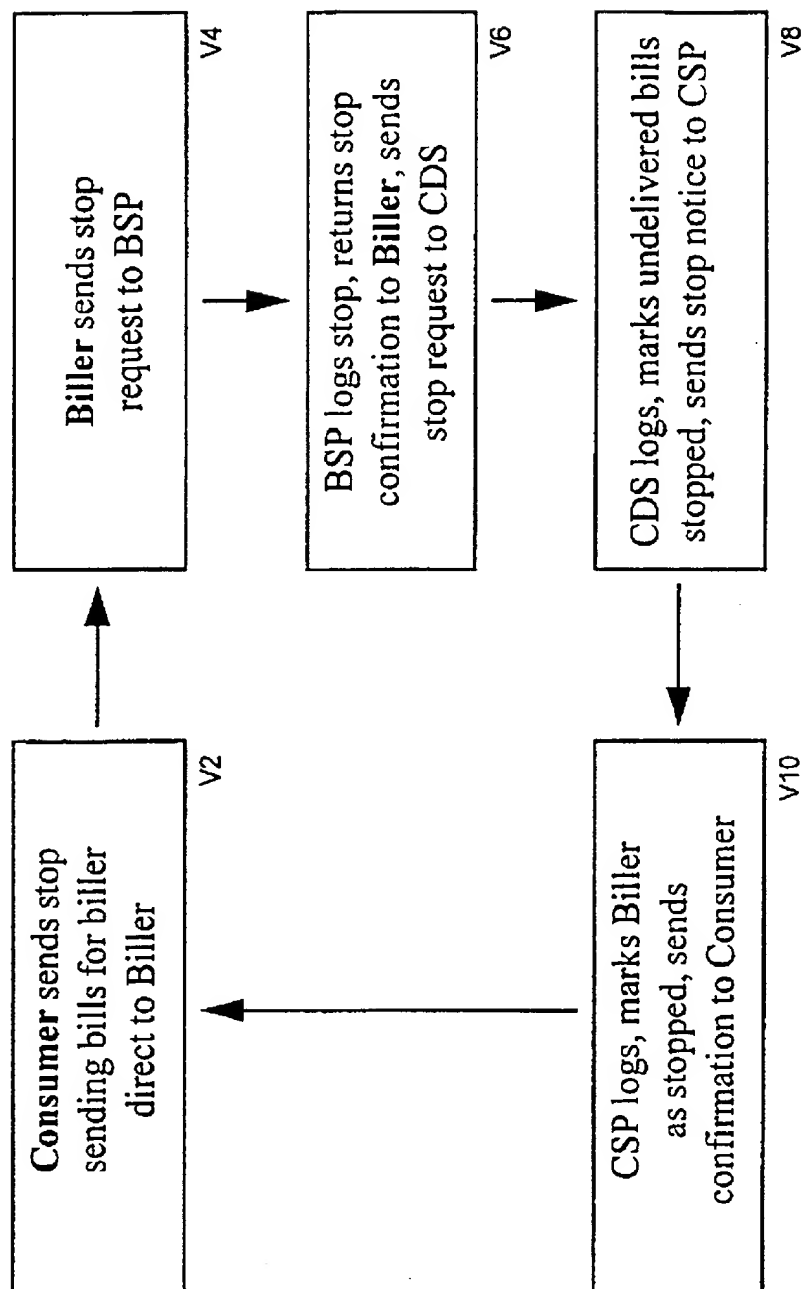 Consumer sends stop
sending bills for biller
direct to Biller
V2
Biller sends stop
request to BSP
V4
BSP logs stop, returns stop
confirmation to Biller, sends
stop request to CDS
V6
CDS logs, marks undelivered bills
stopped, sends stop notice to CSP
V8
CSP logs, marks Biller
as stopped, sends
confirmation to Consumer
V10